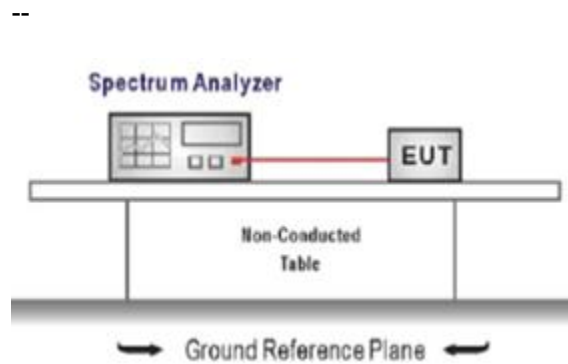 --
Spectrum Analyzer
EUT
Non-Conducted
Table
Ground Reference Plane